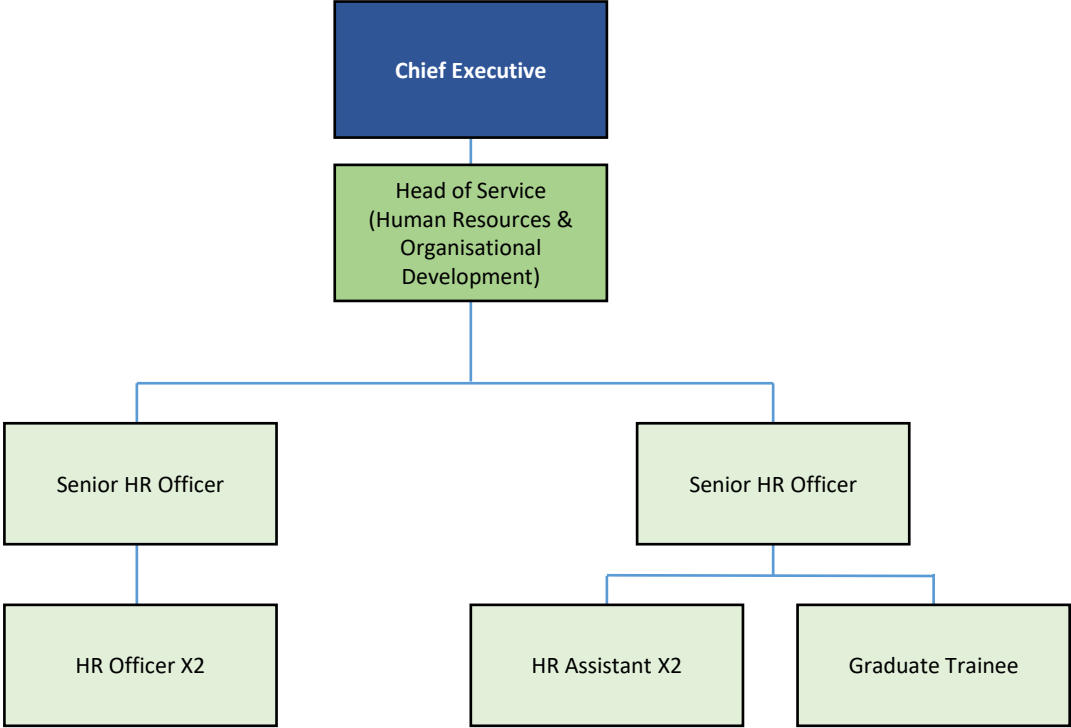 Chief Executive
Head of Service
(Human Resources &
Organisational
Development)
Senior HR Officer
Senior HR Officer
HR Officer X2
HR Assistant X2
Graduate Trainee